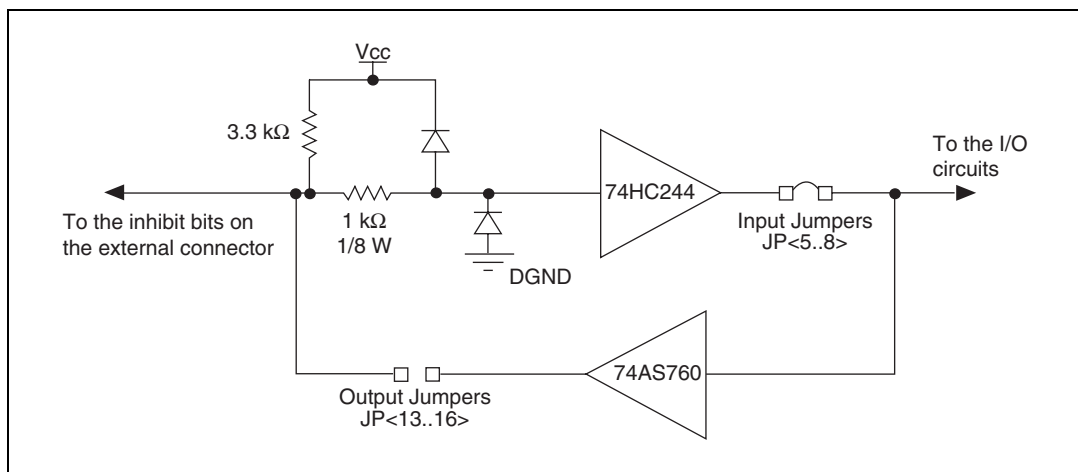 Vcc
3.3 kΩ
To the I/O
circuits
74HC244
To the inhibit bits on
the external connector
1 kΩ
1/8 W
Input Jumpers
JP<5..8>
DGND
74AS760
Output Jumpers
JP<13..16>